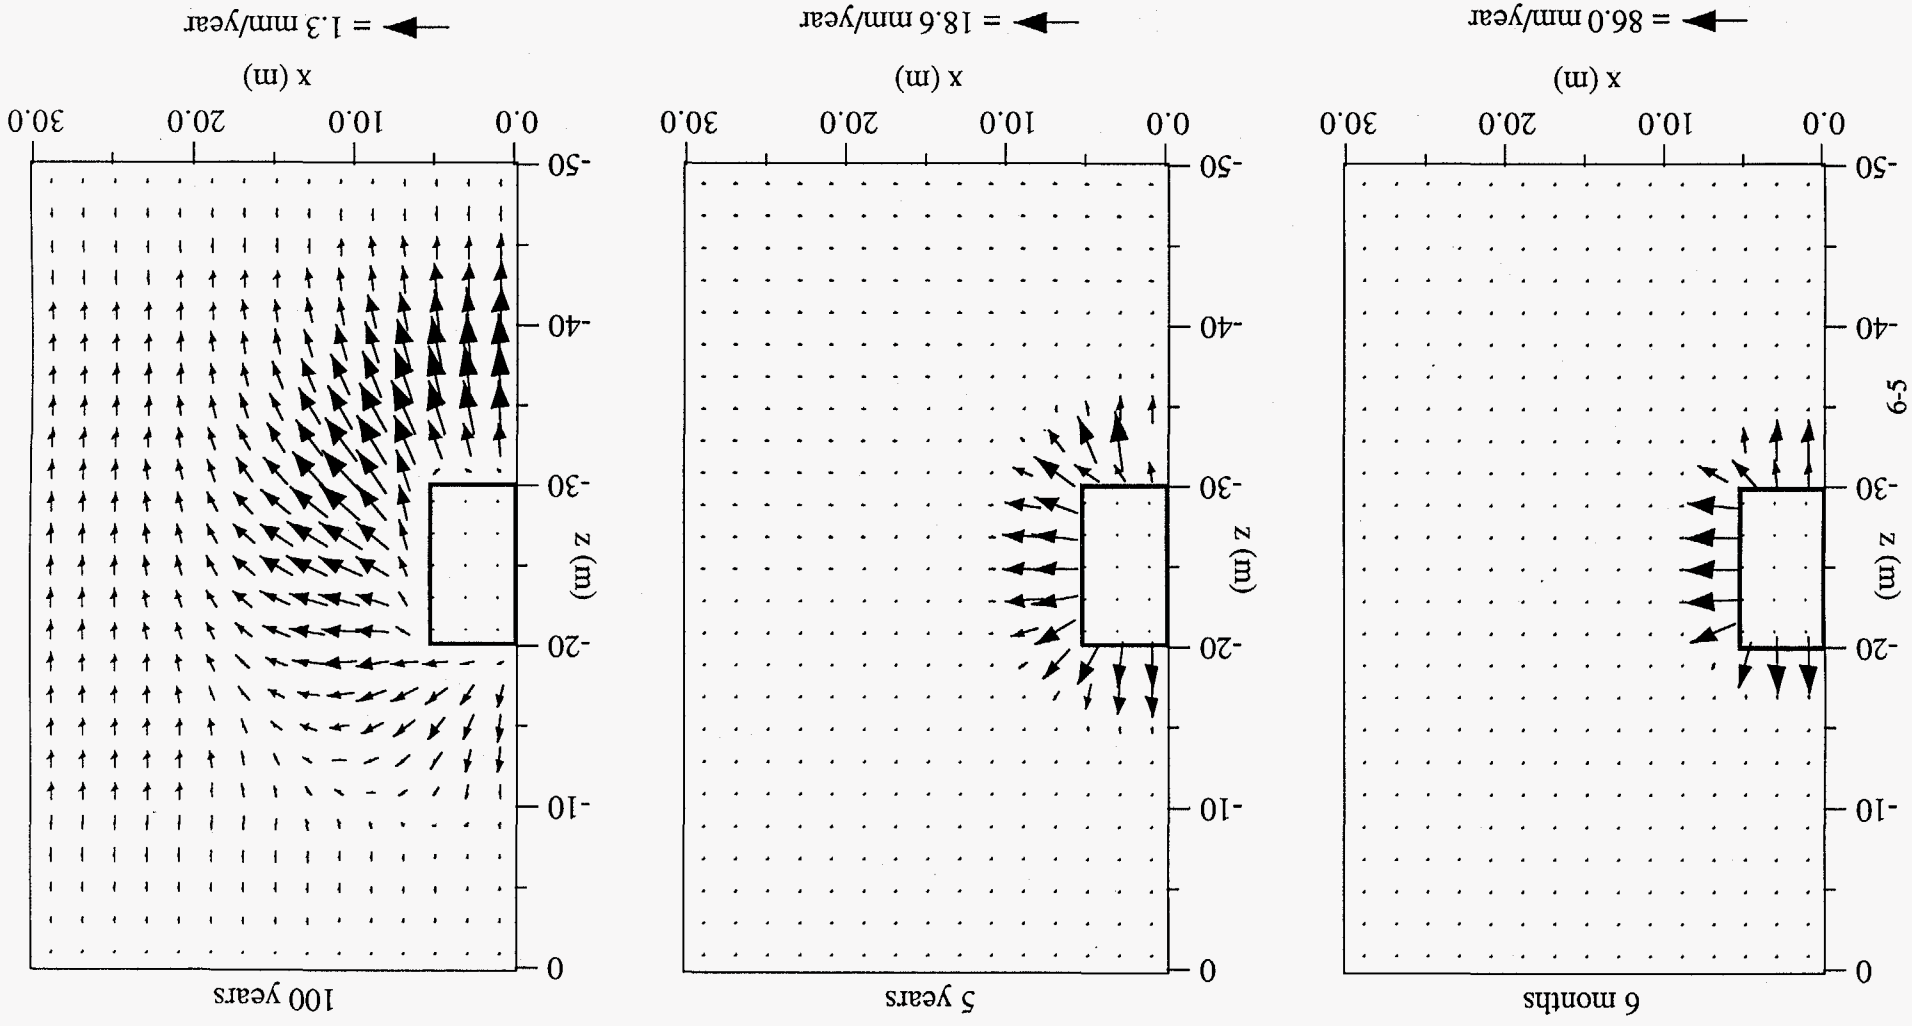 6 months
0
-10
-20
-30
-40
-50
z (m)
0.0 10.0 20.0 30.0
x (m)
= 86.0 mm/year
5 years
0
-10
-20
-30
-40
-50
z (m)
0.0 10.0 20.0 30.0
x (m)
= 18.6 mm/year
100 years
0
-10
-20
-30
-40
-50
z (m)
0.0 10.0 20.0 30.0
x (m)
= 1.3 mm/year
6-5